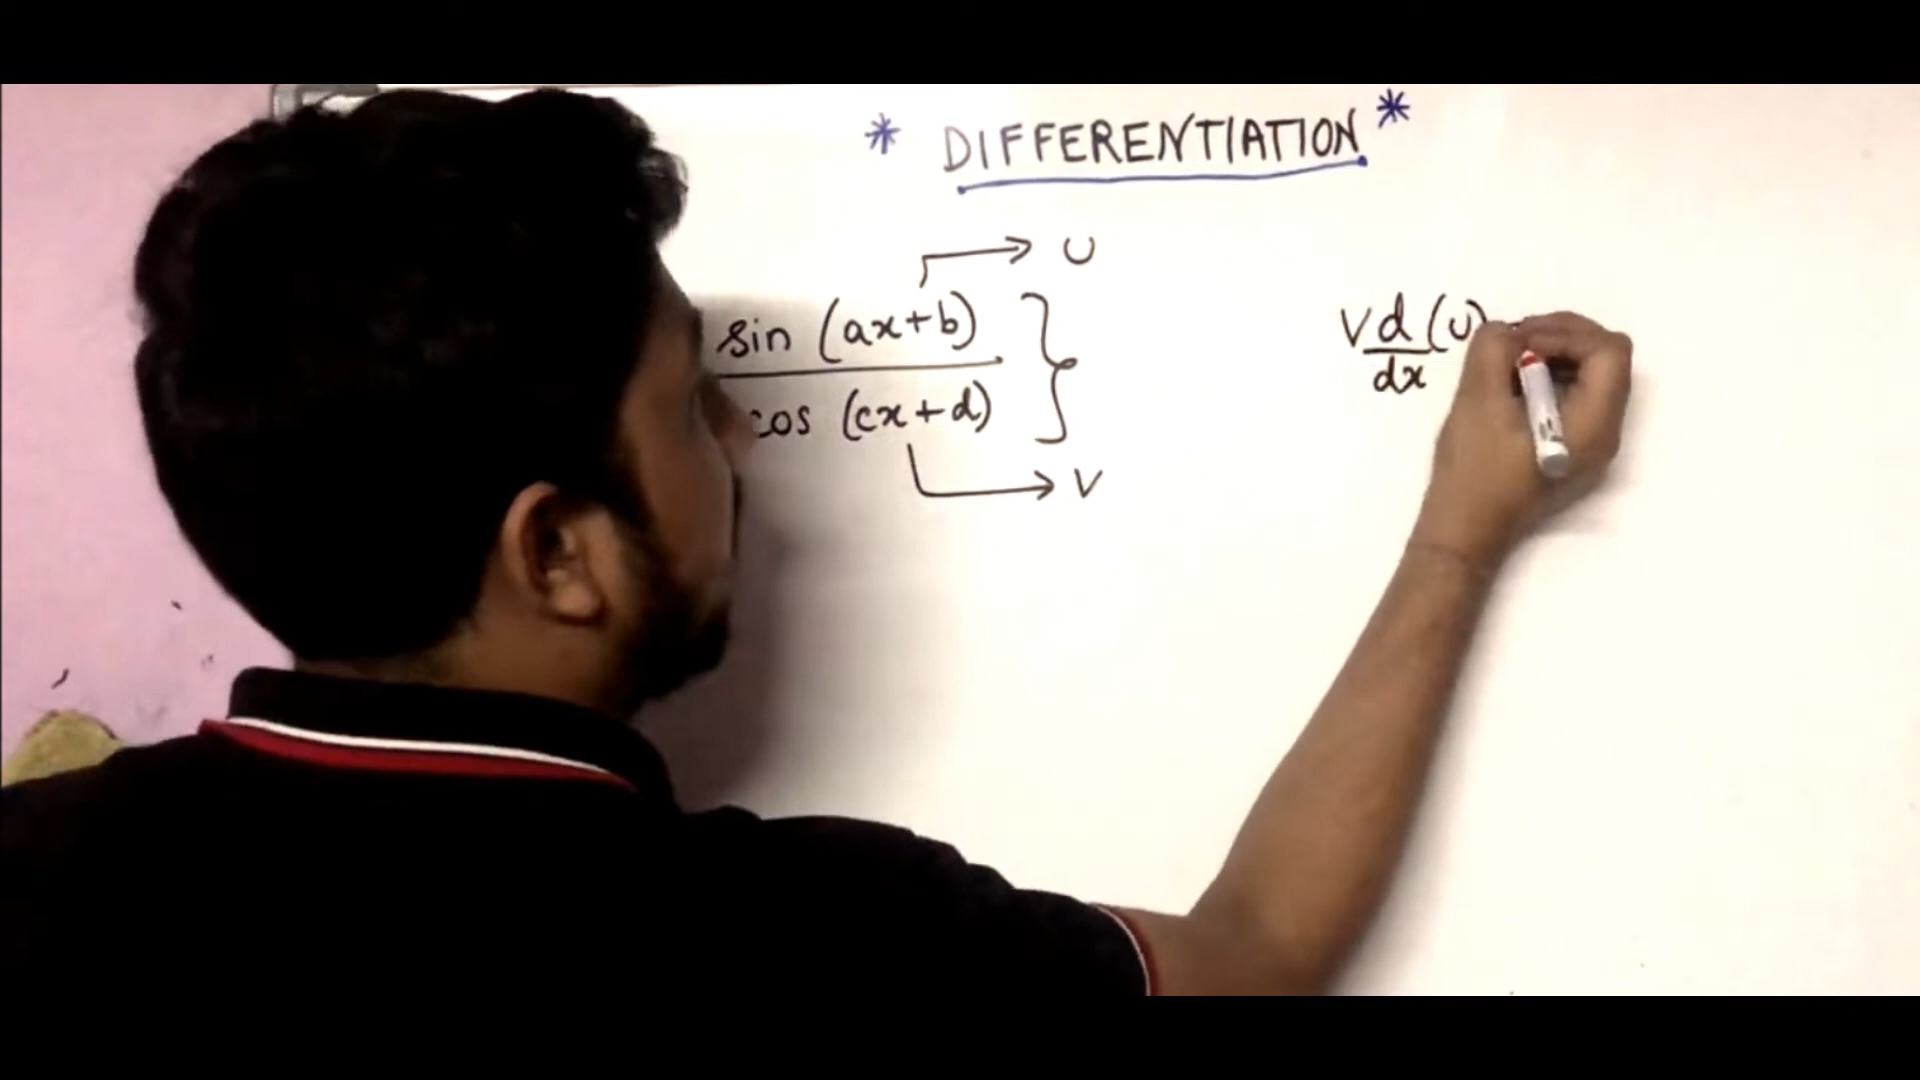 * DIFFERENTIATION *
U
sin (ax+b)
cos (cx+d)
V
V d (U)
dx